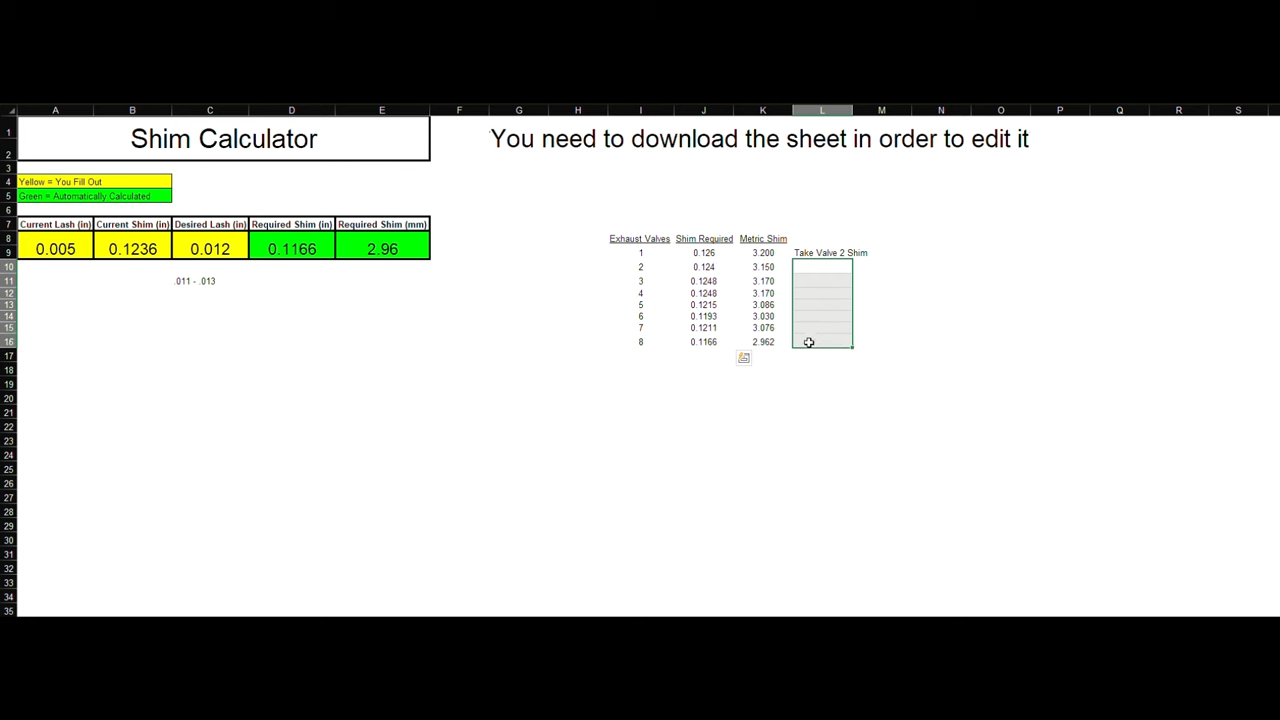 A B C D E F G H I J K L M N O P Q R S
1 Shim Calculator You need to download the sheet in order to edit it
2
3
4 Yellow = You Fill Out
5 Green = Automatically Calculated
6
7 Current Lash (in) Current Shim (in) Desired Lash (in) Required Shim (in) Required Shim (mm)
8 Exhaust Valves Shim Required Metric Shim
9 0.005 0.1236 0.012 0.1166 2.96 1 0.126 3.200 Take Valve 2 Shim
10 2 0.124 3.150
11 .011 - .013 3 0.1248 3.170
12 4 0.1248 3.170
13 5 0.1215 3.086
14 6 0.1193 3.030
15 7 0.1211 3.076
16 8 0.1166 2.962
17
18
19
20
21
22
23
24
25
26
27
28
29
30
31
32
33
34
35